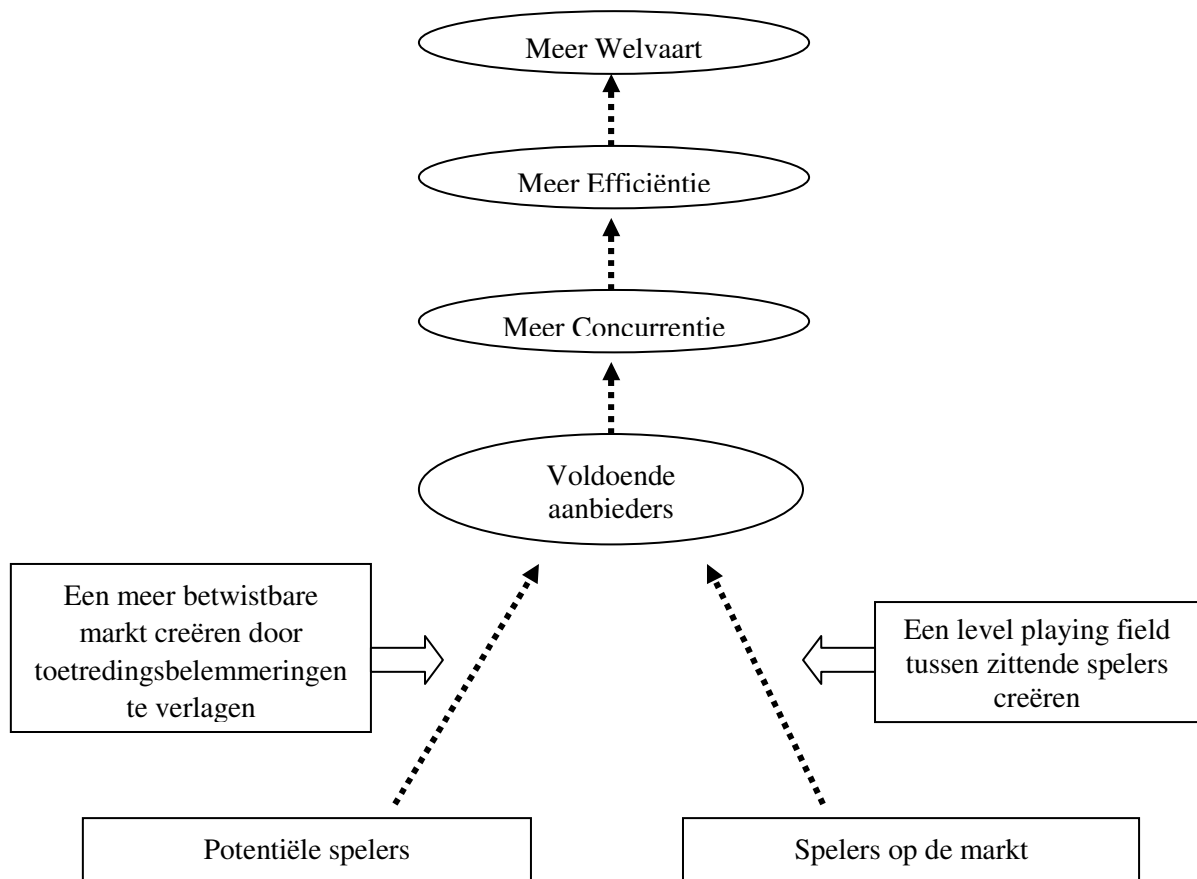 Meer Welvaart
Meer Efficiëntie
Meer Concurrentie
Voldoende
aanbieders
Een meer betwistbare
markt creëren door
toetredingsbelemmeringen
te verlagen
Een level playing field
tussen zittende spelers
creëren
Potentiële spelers
Spelers op de markt